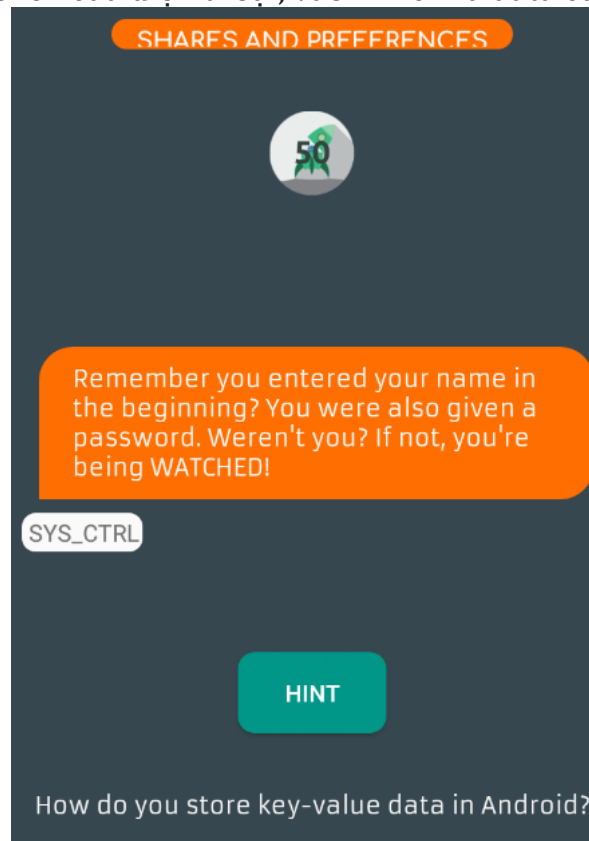 SHARES AND PREFERENCES
50
Remember you entered your name in
the beginning? You were also given a
password. Weren't you? If not, you're
being WATCHED!
SYS_CTRL
HINT
How do you store key-value data in Android?